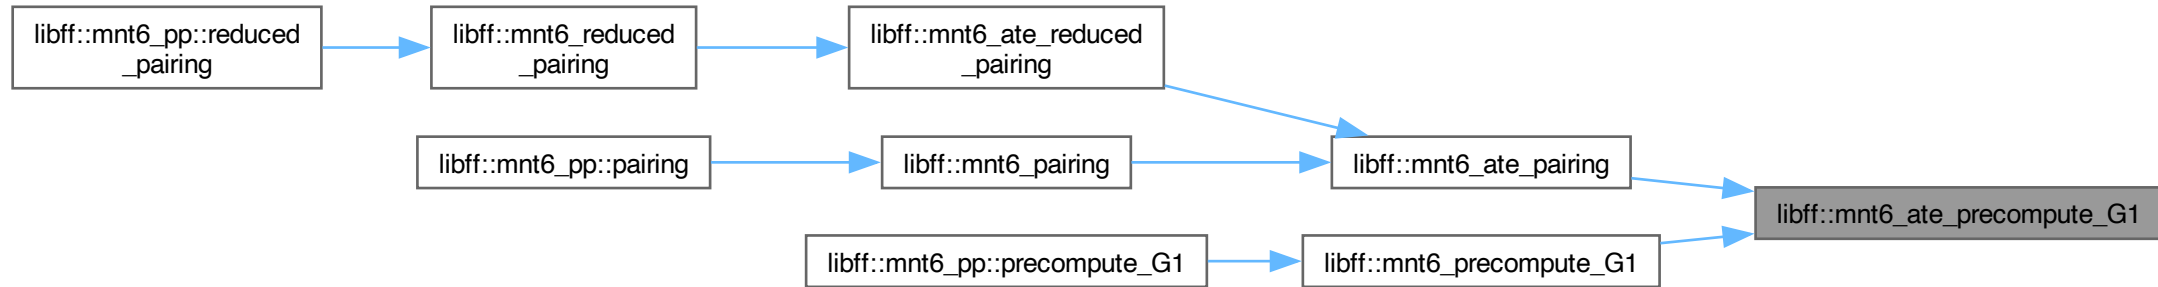 libff::mnt6_pp::reduced
_pairing
libff::mnt6_reduced
_pairing
libff::mnt6_ate_reduced
_pairing
libff::mnt6_pp::pairing
libff::mnt6_pairing
libff::mnt6_ate_pairing
libff::mnt6_ate_precompute_G1
libff::mnt6_pp::precompute_G1
libff::mnt6_precompute_G1